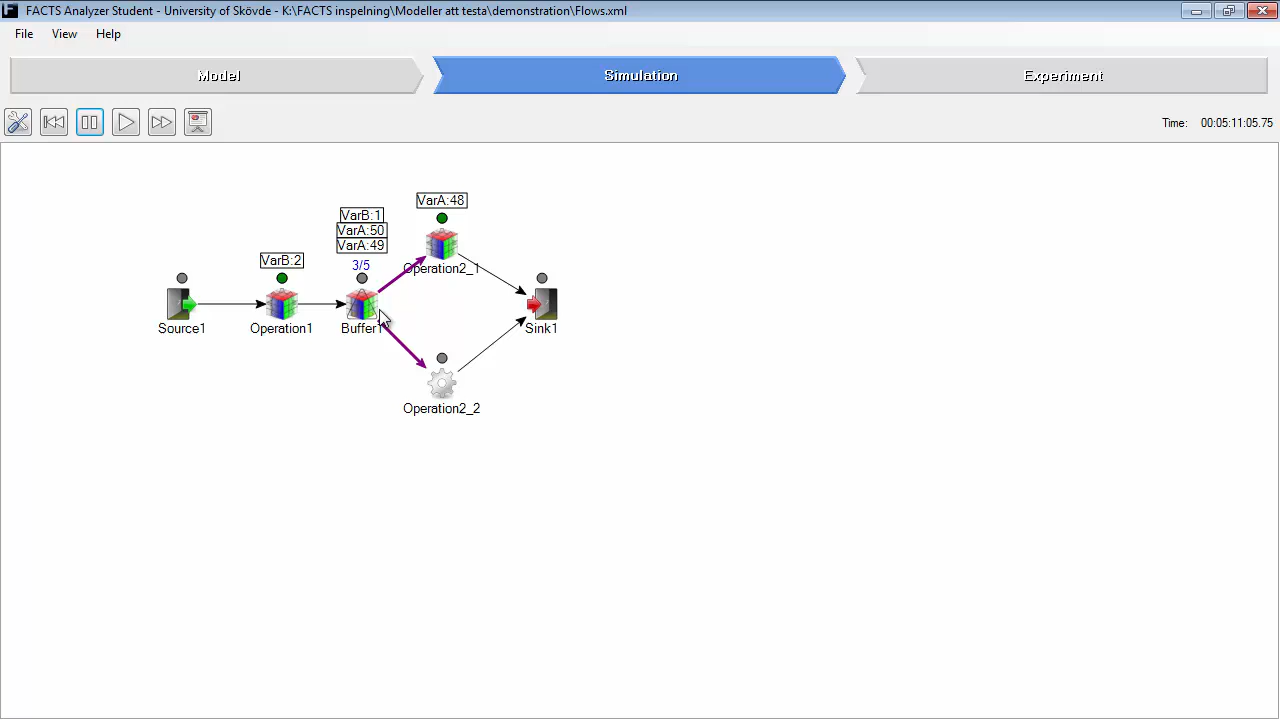 FACTS Analyzer Student - University of Skövde - K:\FACTS inspelning\Modeller att testa\demonstration\Flows.xml
File View Help
Model Simulation Experiment
Time: 00:05:11:05.75
VarA:48
VarB:1
VarA:50
VarA:49
VarB:2
3/5
Operation2_1
Source1 Operation1 Buffer1 Sink1
Operation2_2